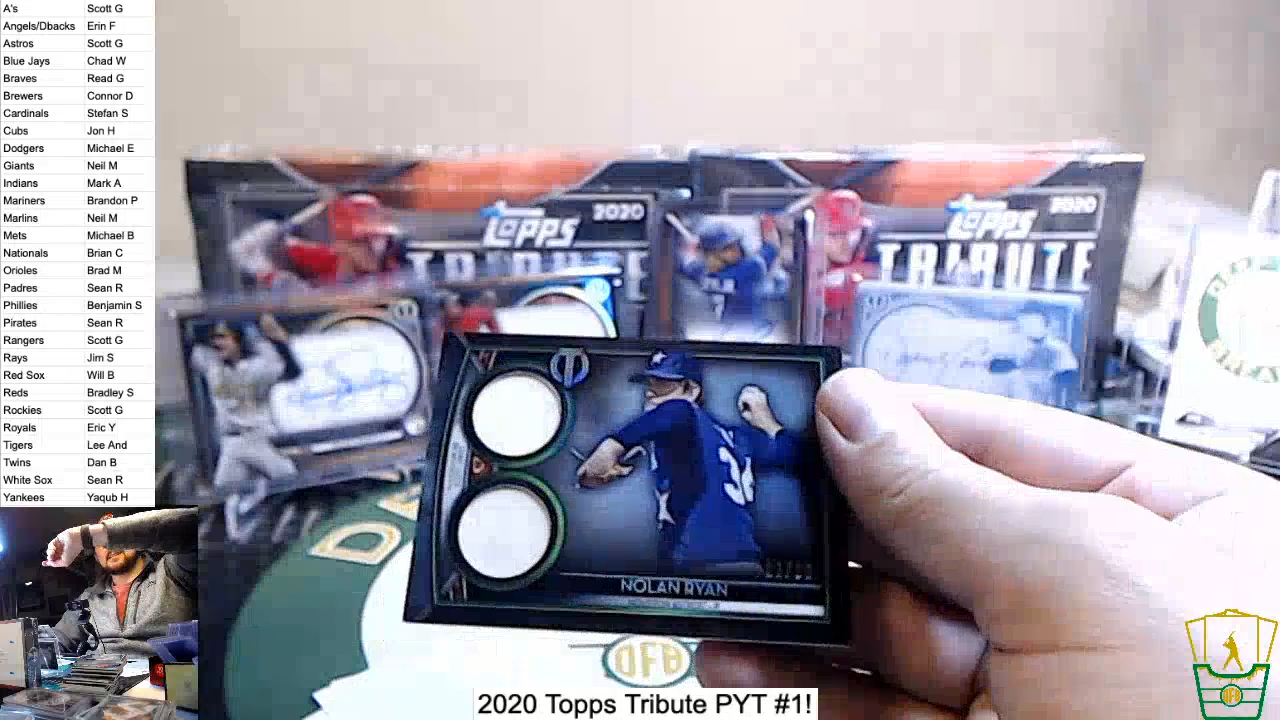 A's Scott G
Angels/Dbacks Erin F
Astros Scott G
Blue Jays Chad W
Braves Read G
Brewers Connor D
Cardinals Stefan S
Cubs Jon H
Dodgers Michael E
Giants Neil M
Indians Mark A
Mariners Brandon P
Marlins Neil M
Mets Michael B
Nationals Brian C
Orioles Brad M
Padres Sean R
Phillies Benjamin S
Pirates Sean R
Rangers Scott G
Rays Jim S
Red Sox Will B
Reds Bradley S
Rockies Scott G
Royals Eric Y
Tigers Lee And
Twins Dan B
White Sox Sean R
Yankees Yaqub H
Topps 2020
TRIBUTE
Topps 2020
TRIBUTE
34
NOLAN RYAN
DFB
2020 Topps Tribute PYT #1!